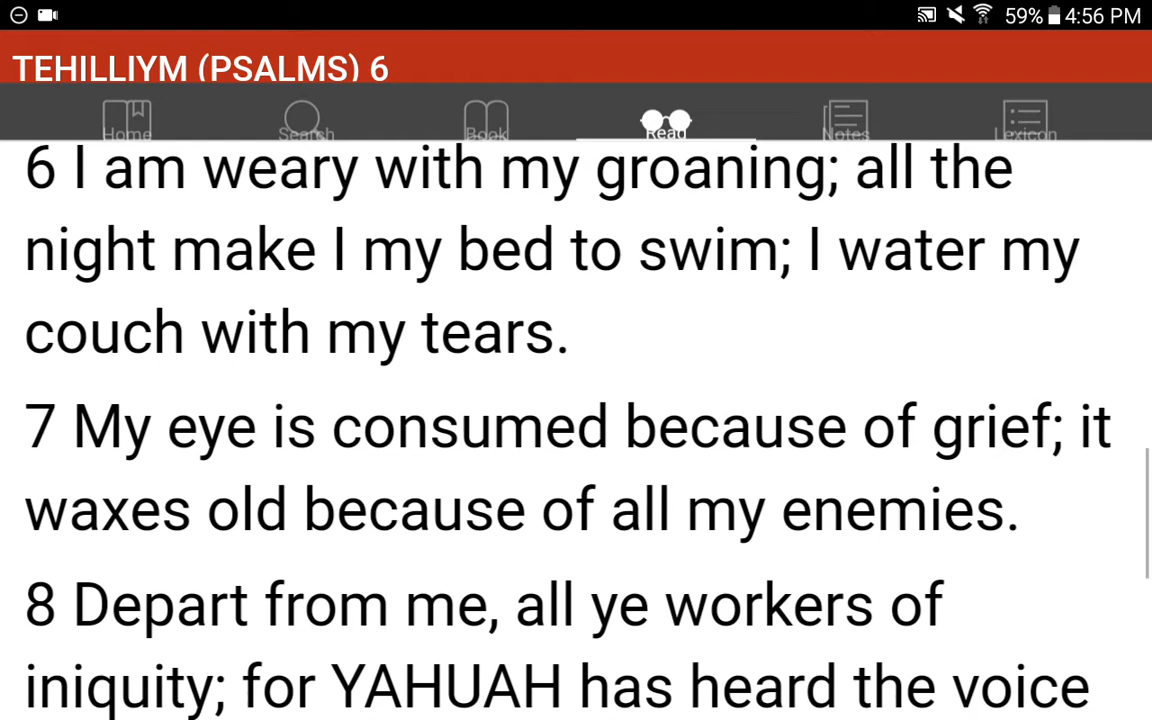 59% 4:56 PM
TEHILLIYM (PSALMS) 6
Home Search Book Read Notes Lexicon
6 I am weary with my groaning; all the
night make I my bed to swim; I water my
couch with my tears.
7 My eye is consumed because of grief; it
waxes old because of all my enemies.
8 Depart from me, all ye workers of
iniquity; for YAHUAH has heard the voice